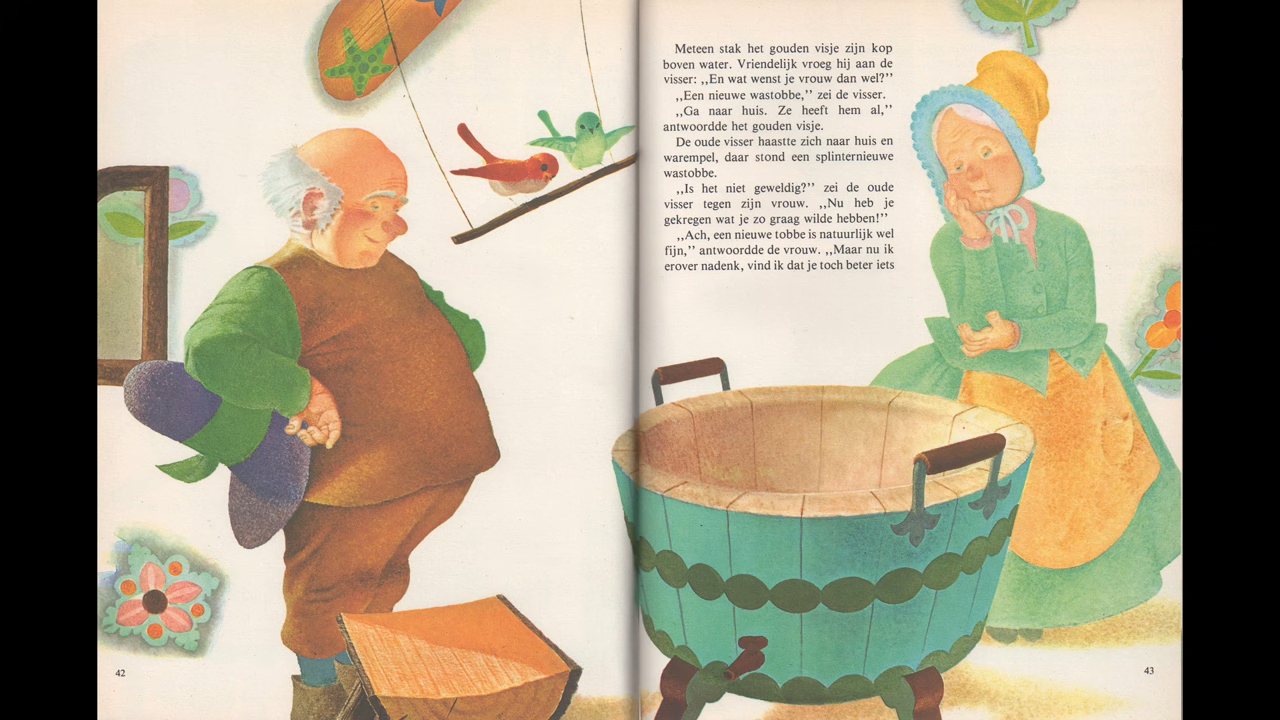 Meteen stak het gouden visje zijn kop
boven water. Vriendelijk vroeg hij aan de
visser: ,,En wat wenst je vrouw dan wel?”
,,Een nieuwe wastobbe,” zei de visser.
,,Ga naar huis. Ze heeft hem al,”
antwoordde het gouden visje.
De oude visser haastte zich naar huis en
warempel, daar stond een splinternieuwe
wastobbe.
,,Is het niet geweldig?” zei de oude
visser tegen zijn vrouw. ,,Nu heb je
gekregen wat je zo graag wilde hebben!”
,,Ach, een nieuwe tobbe is natuurlijk wel
fijn,” antwoordde de vrouw. ,,Maar nu ik
erover nadenk, vind ik dat je toch beter iets
42
43